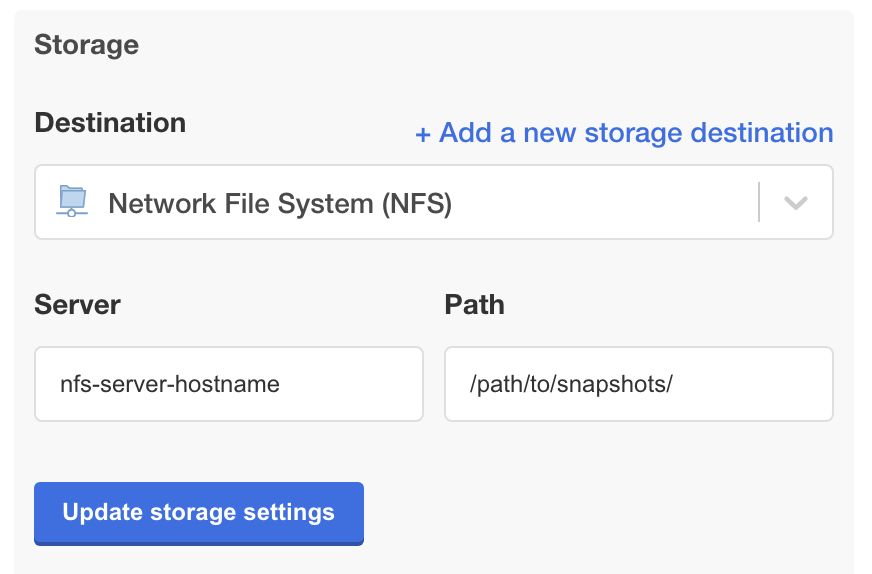 Storage
Destination
+ Add a new storage destination
Network File System (NFS)
Server
Path
nfs-server-hostname
/path/to/snapshots/
Update storage settings